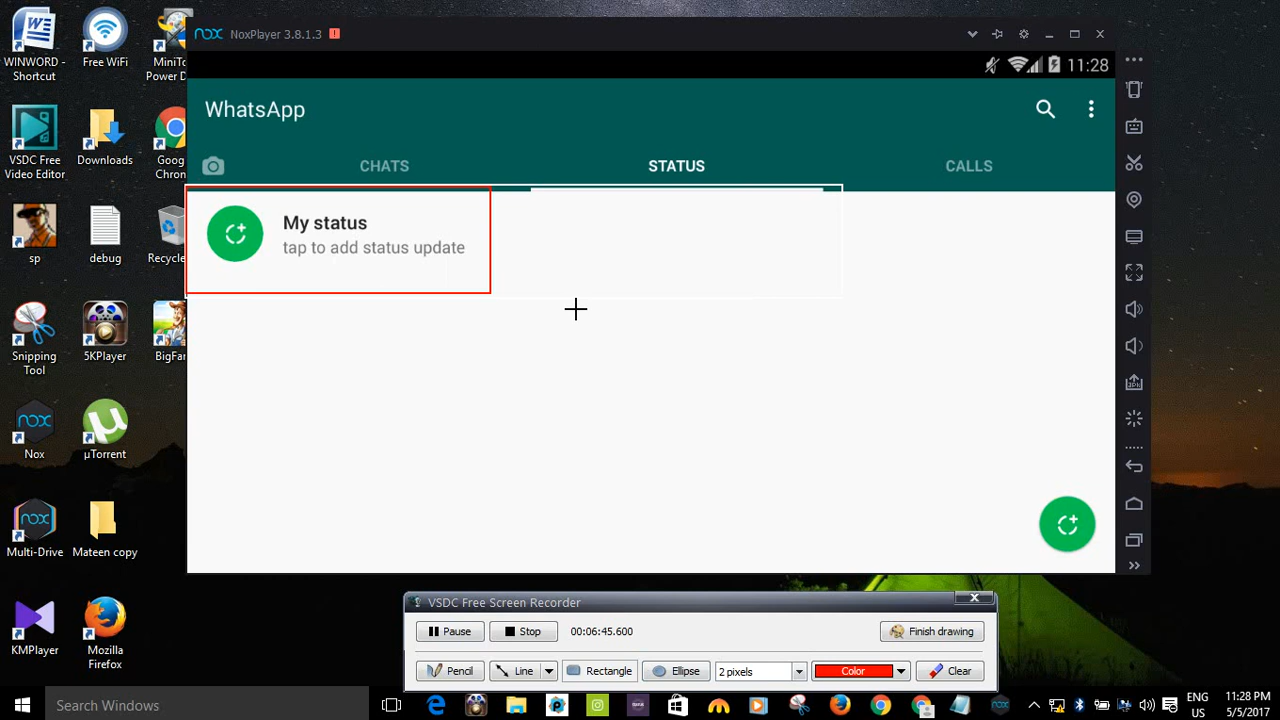 nox NoxPlayer 3.8.1.3
11:28
WhatsApp
CHATS
STATUS
CALLS
My status
tap to add status update
WINWORD - Shortcut
Free WiFi
MiniTo
Power D
VSDC Free
Video Editor
Downloads
Goog
Chron
sp
debug
Recycle
Snipping
Tool
5KPlayer
BigFar
nox
Nox
µTorrent
nox
Multi-Drive
Mateen copy
KMPlayer
Mozilla
Firefox
VSDC Free Screen Recorder
Pause
Stop
00:06:45.600
Finish drawing
Pencil
Line
Rectangle
Ellipse
2 pixels
Color
Clear
Search Windows
ENG
US
11:28 PM
5/5/2017